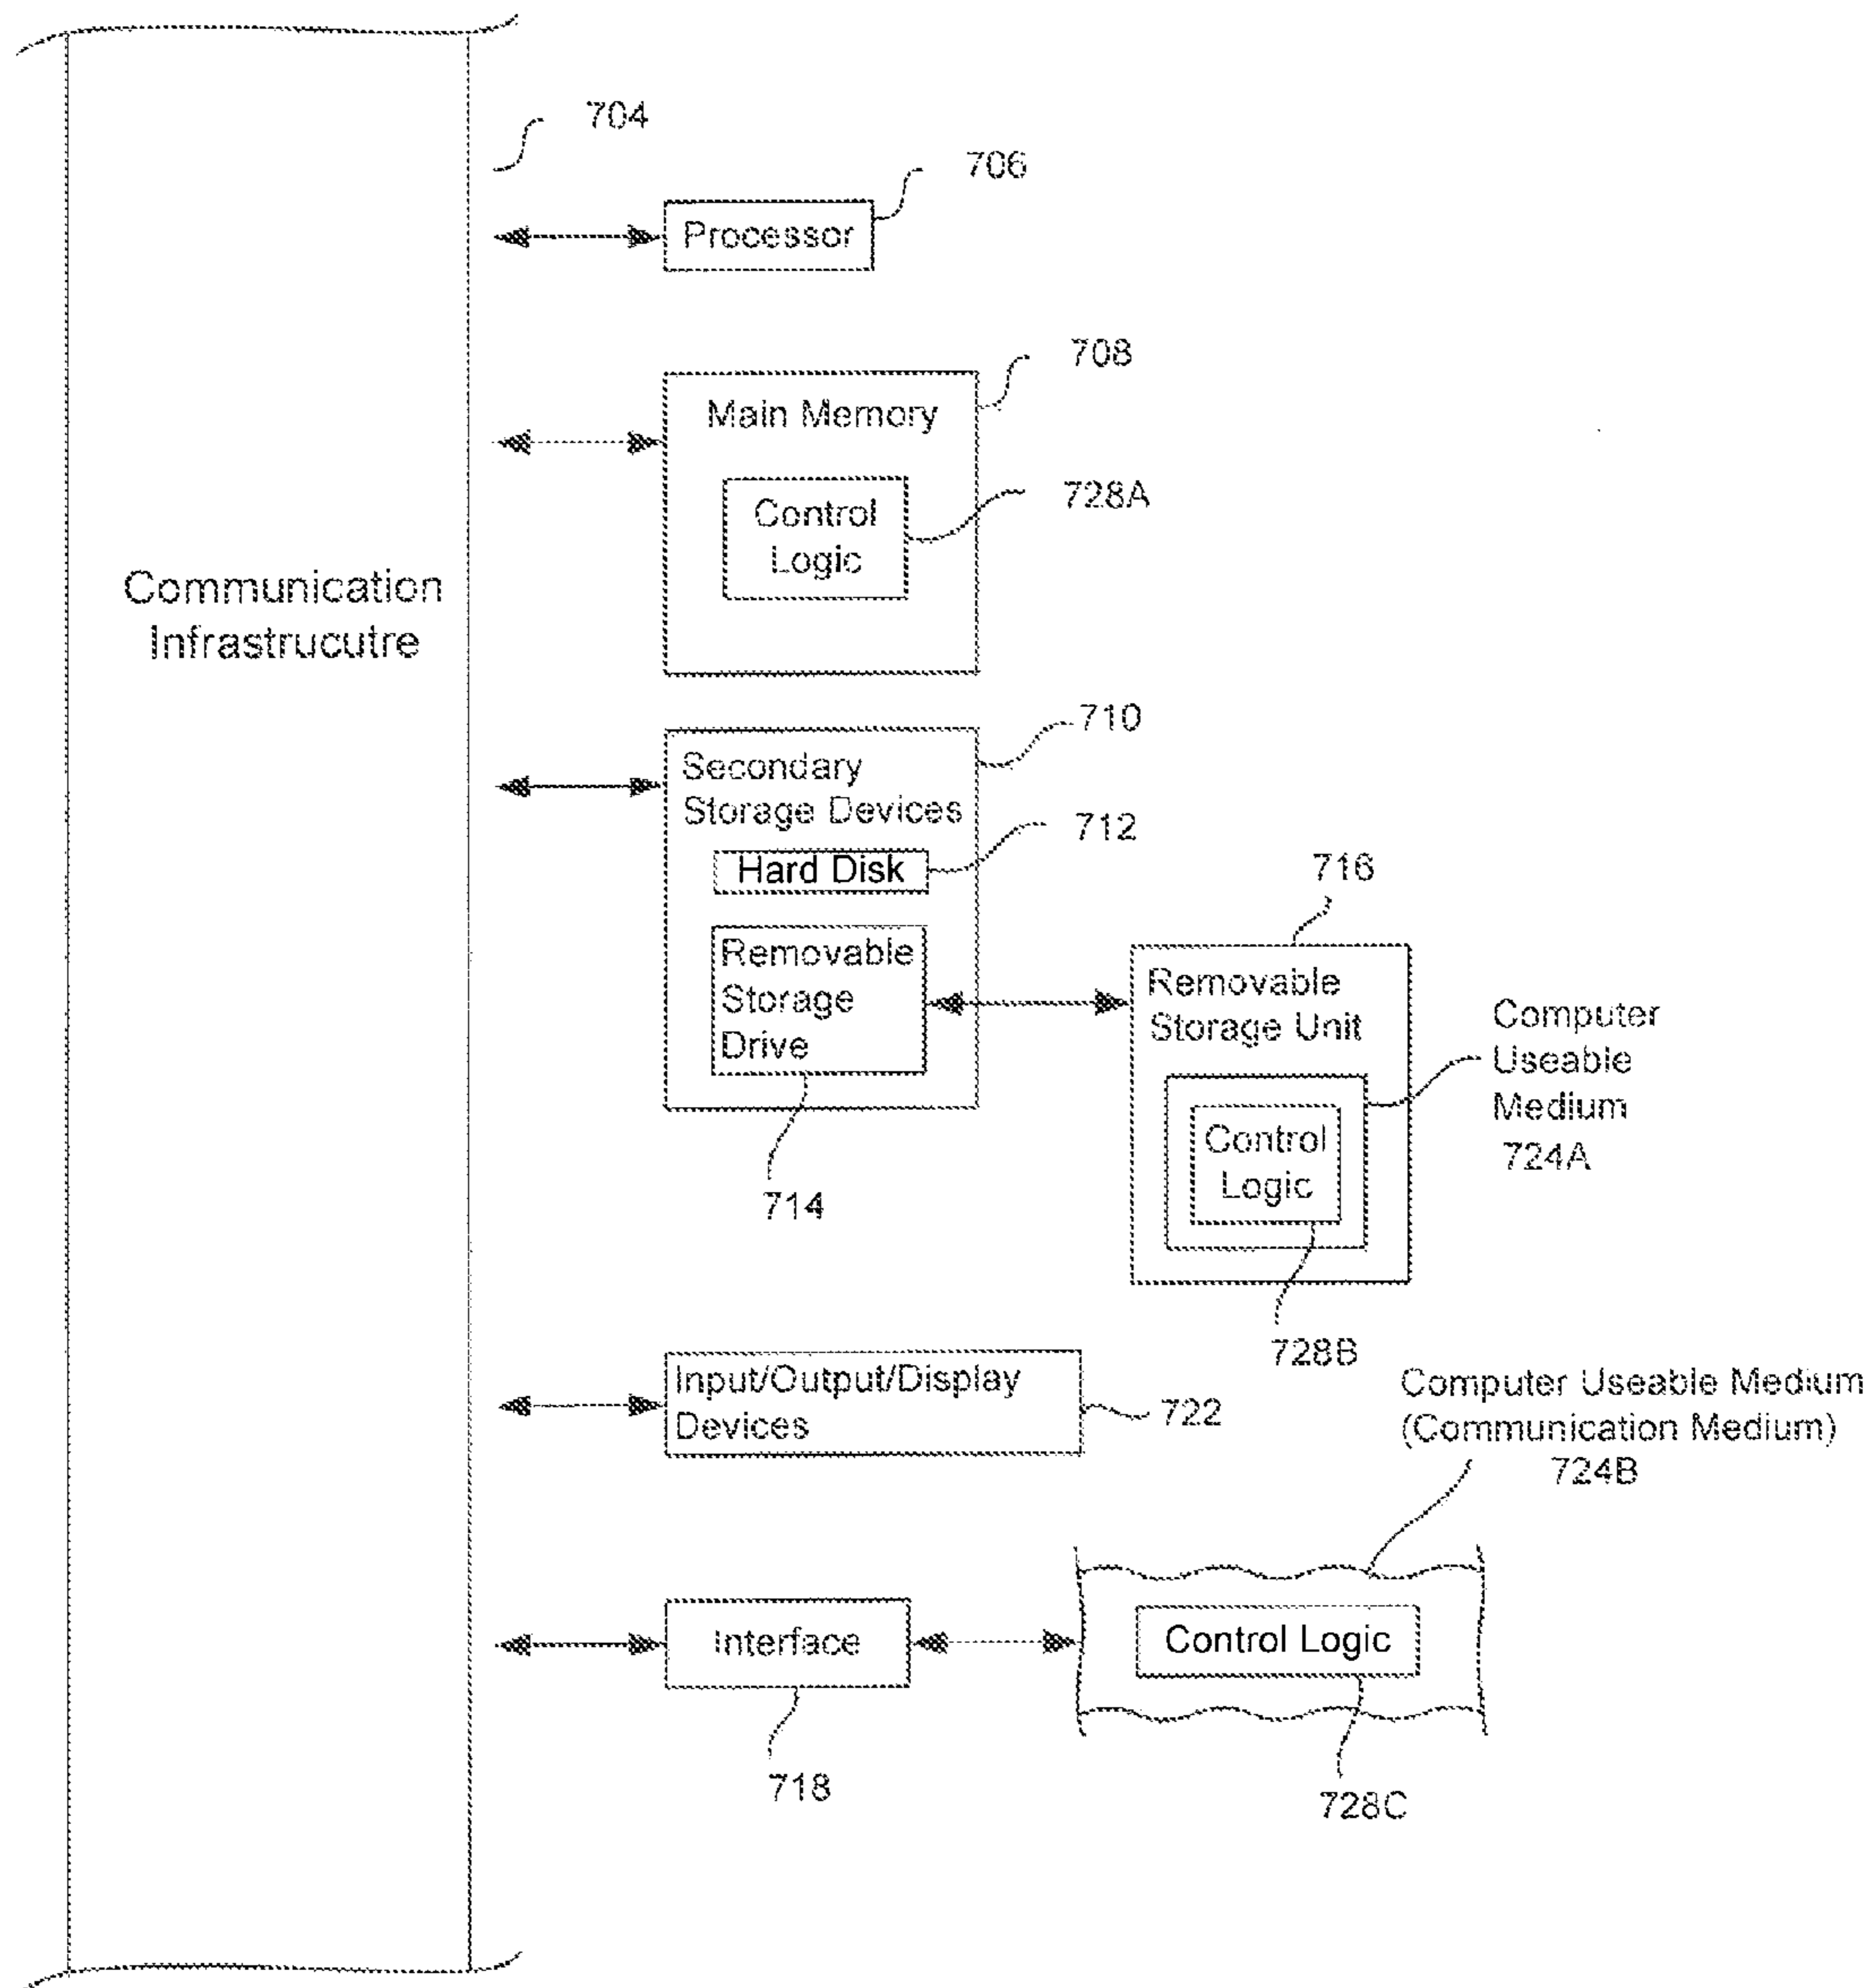 704
706
Processor
708
Main Memory
728A
Control
Logic
Communication
Infrastrucutre
710
Secondary
Storage Devices
712
Hard Disk
716
Removable
Storage
Drive
Removable
Storage Unit
Computer
Useable
Medium
724A
Control
Logic
714
728B
Input/Output/Display
Devices
722
Computer Useable Medium
(Communication Medium)
724B
Interface
Control Logic
718
728C